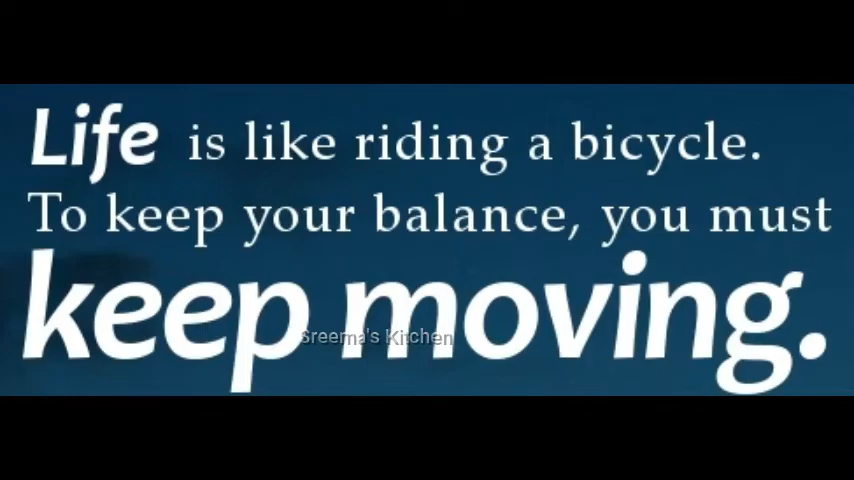 Life is like riding a bicycle.
To keep your balance, you must
keep moving.
Sreema's Kitchen